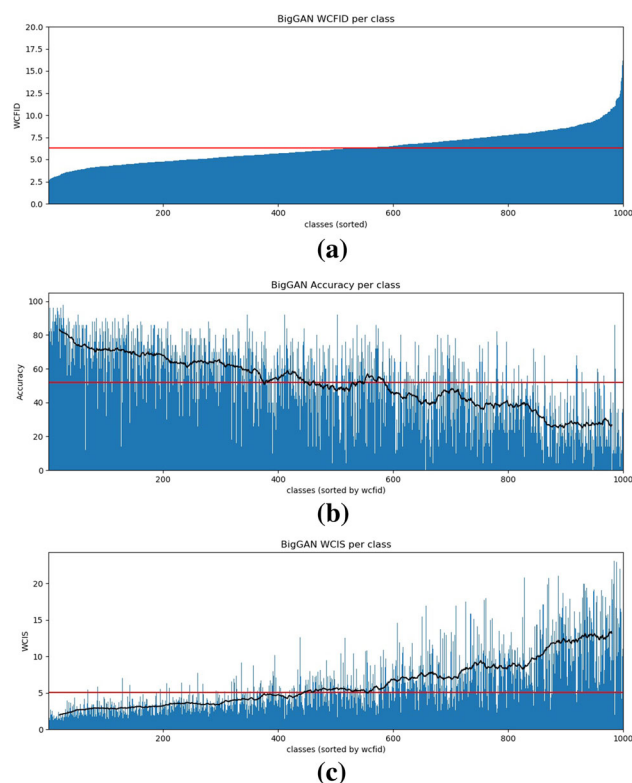 BigGAN WCFID per class
20.0
17.5
15.0
12.5
10.0
7.5
5.0
2.5
0.0
WCFID
200 400 600 800 1000
classes (sorted)
(a)
BigGAN Accuracy per class
100
80
60
40
20
0
Accuracy
200 400 600 800 1000
classes (sorted by wcfid)
(b)
BigGAN WCIS per class
20
15
10
5
0
WCIS
200 400 600 800 1000
classes (sorted by wcfid)
(c)